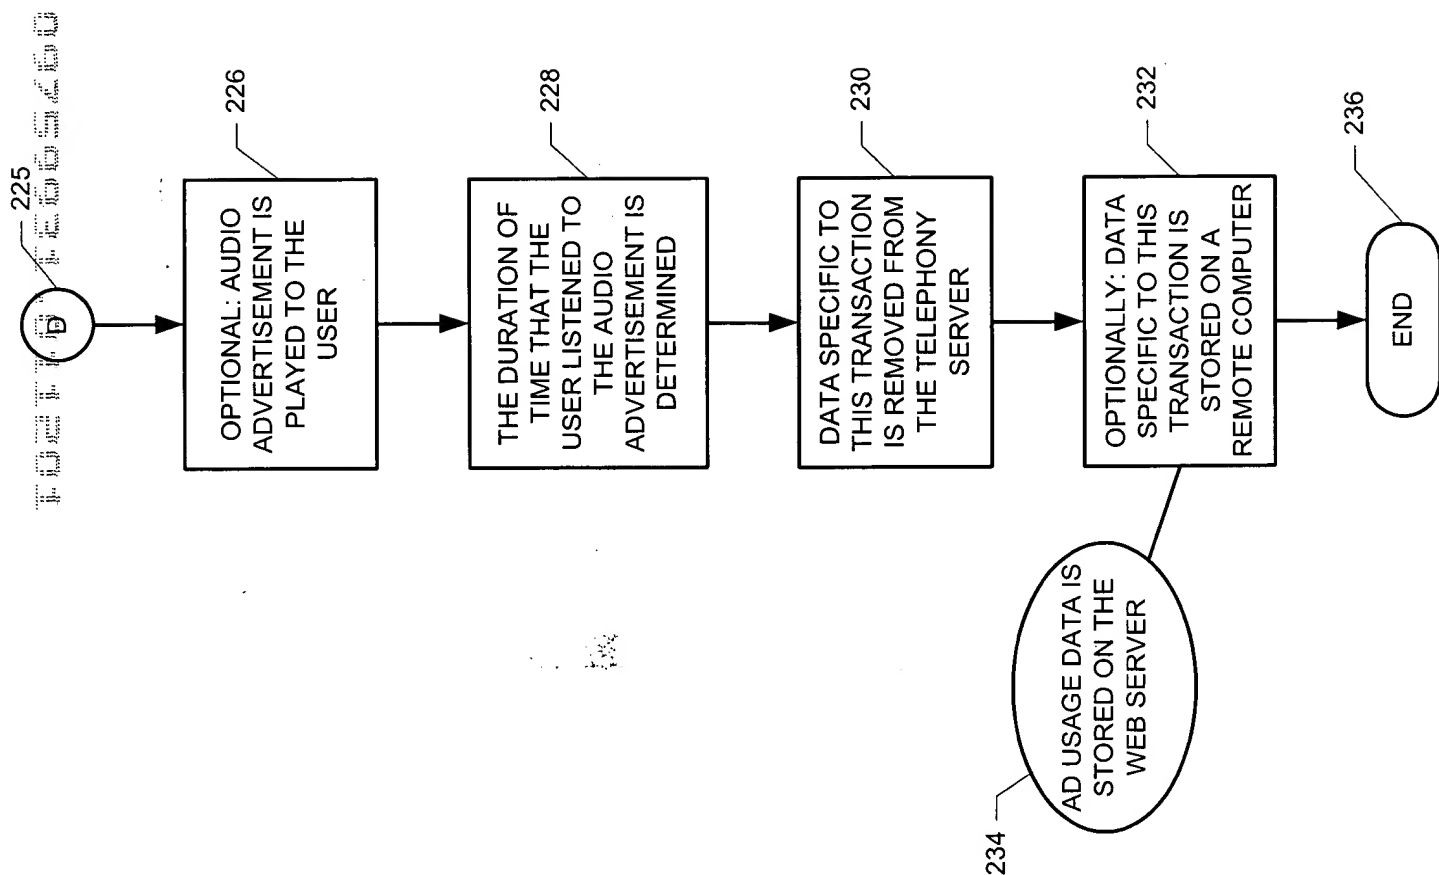 225
D
226
OPTIONAL: AUDIO
ADVERTISEMENT IS
PLAYED TO THE
USER
228
THE DURATION OF
TIME THAT THE
USER LISTENED TO
THE AUDIO
ADVERTISEMENT IS
DETERMINED
230
DATA SPECIFIC TO
THIS TRANSACTION
IS REMOVED FROM
THE TELEPHONY
SERVER
232
OPTIONALLY: DATA
SPECIFIC TO THIS
TRANSACTION IS
STORED ON A
REMOTE COMPUTER
234
AD USAGE DATA IS
STORED ON THE
WEB SERVER
236
END